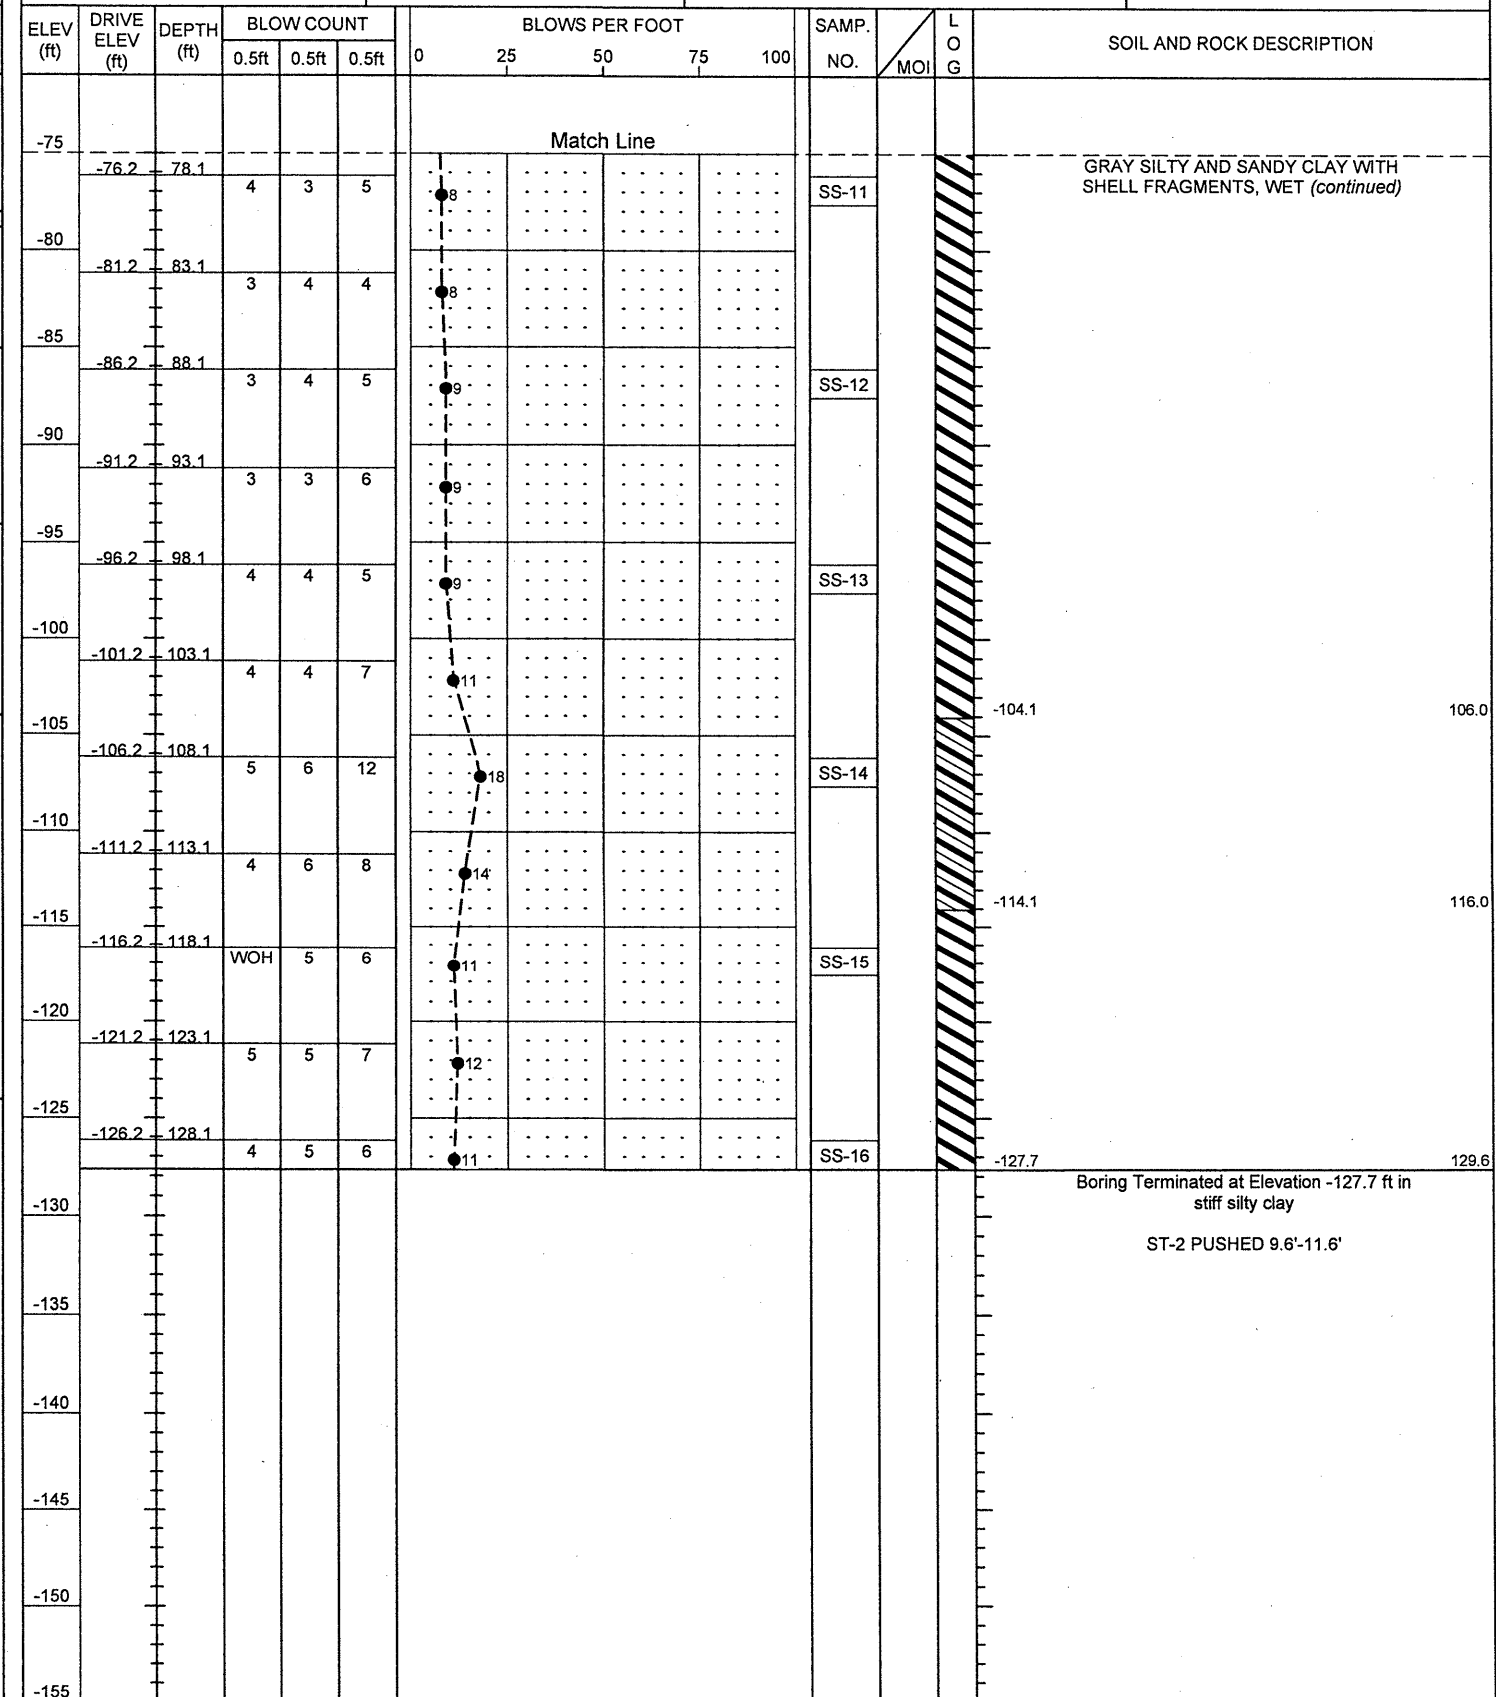 ELEV (ft) DRIVE ELEV (ft) DEPTH (ft) BLOW COUNT BLOWS PER FOOT SAMP. NO. MOI LOG SOIL AND ROCK DESCRIPTION
0.5ft 0.5ft 0.5ft 0 25 50 75 100
Match Line
-75
GRAY SILTY AND SANDY CLAY WITH
SHELL FRAGMENTS, WET (continued)
-76.2 78.1
4 3 5 8 SS-11
-80
-81.2 83.1
3 4 4 8
-85
-86.2 88.1
3 4 5 9 SS-12
-90
-91.2 93.1
3 3 6 9
-95
-96.2 98.1
4 4 5 9 SS-13
-100
-101.2 103.1
4 4 7 11
-104.1 106.0
-105
-106.2 108.1
5 6 12 18 SS-14
-110
-111.2 113.1
4 6 8 14
-114.1 116.0
-115
-116.2 118.1
WOH 5 6 11 SS-15
-120
-121.2 123.1
5 5 7 12
-125
-126.2 128.1
4 5 6 11 SS-16
-127.7 129.6
Boring Terminated at Elevation -127.7 ft in
stiff silty clay
-130
ST-2 PUSHED 9.6'-11.6'
-135
-140
-145
-150
-155